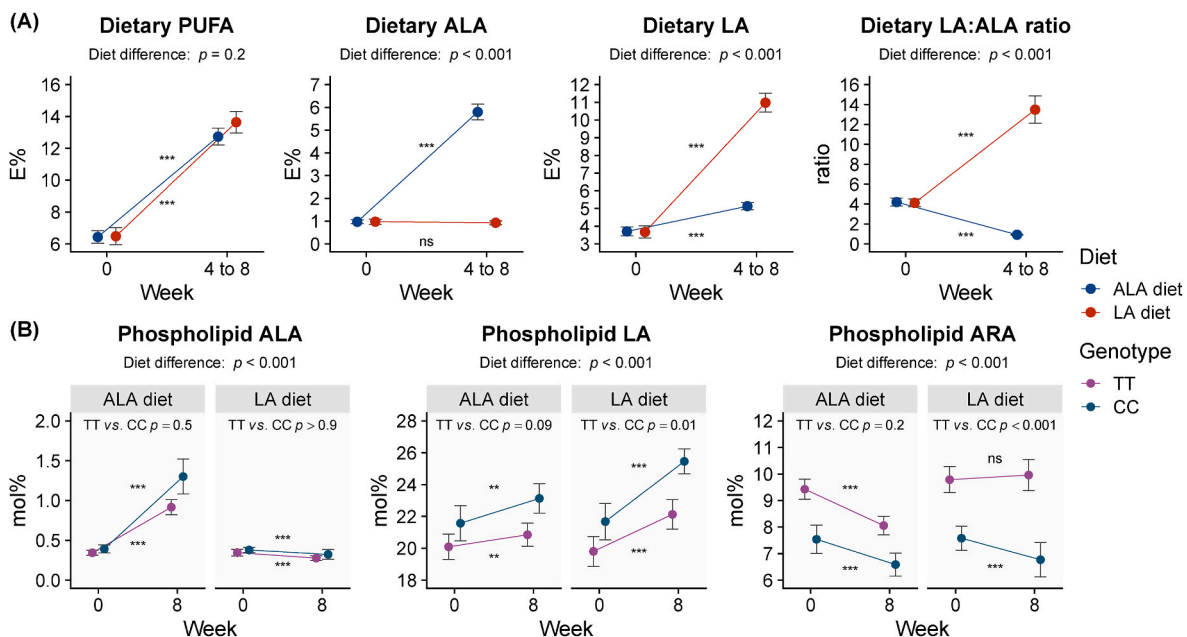 (A)
Dietary PUFA
Diet difference: p = 0.2
16
14
12
10
8
6
E%
0
4 to 8
Week
Dietary ALA
Diet difference: p < 0.001
7
6
5
4
3
2
1
0
E%
***
ns
0
4 to 8
Week
***
***
Dietary LA
Diet difference: p < 0.001
12
11
10
9
8
7
6
5
4
3
E%
***
***
0
4 to 8
Week
Dietary LA:ALA ratio
Diet difference: p < 0.001
16
14
12
10
8
6
4
2
0
ratio
***
***
0
4 to 8
Week
Diet
ALA diet
LA diet
Genotype
TT
CC
(B)
Phospholipid ALA
Diet difference: p < 0.001
ALA diet
LA diet
TT vs. CC p = 0.5
TT vs. CC p > 0.9
2.0
1.5
1.0
0.5
0.0
mol%
***
***
***
***
0
8
0
8
Week
Phospholipid LA
Diet difference: p < 0.001
ALA diet
LA diet
TT vs. CC p = 0.09
TT vs. CC p = 0.01
28
26
24
22
20
18
mol%
**
**
***
***
0
8
0
8
Week
Phospholipid ARA
Diet difference: p < 0.001
ALA diet
LA diet
TT vs. CC p = 0.2
TT vs. CC p < 0.001
12
11
10
9
8
7
6
mol%
***
***
ns
***
0
8
0
8
Week